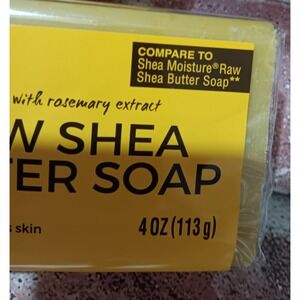 COMPARE TO
Shea Moisture®Raw
Shea Butter Soap**
with rosemary extract
W SHEA
TER SOAP
s skin
4 OZ (113 g)